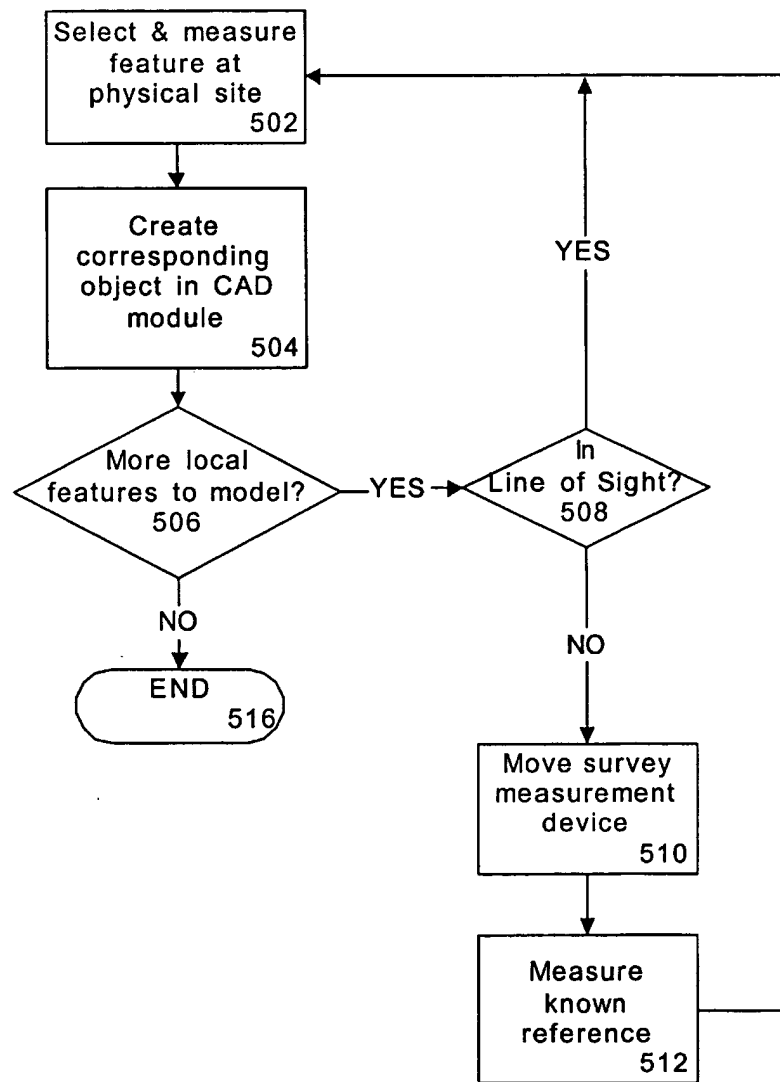 Select & measure
feature at
physical site
502
Create
corresponding
object in CAD
module
504
More local
features to model?
506
YES
In
Line of Sight?
508
YES
NO
END
516
NO
Move survey
measurement
device
510
Measure
known
reference
512